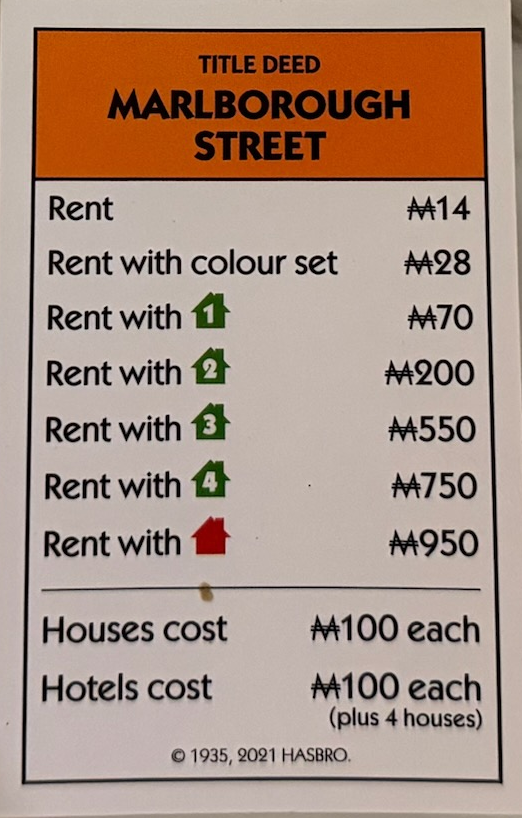 TITLE DEED
MARLBOROUGH
STREET
Rent ₩14
Rent with colour set ₩28
Rent with 1 ₩70
Rent with 2 ₩200
Rent with 3 ₩550
Rent with 4 ₩750
Rent with ₩950
Houses cost ₩100 each
Hotels cost ₩100 each
(plus 4 houses)
© 1935, 2021 HASBRO.